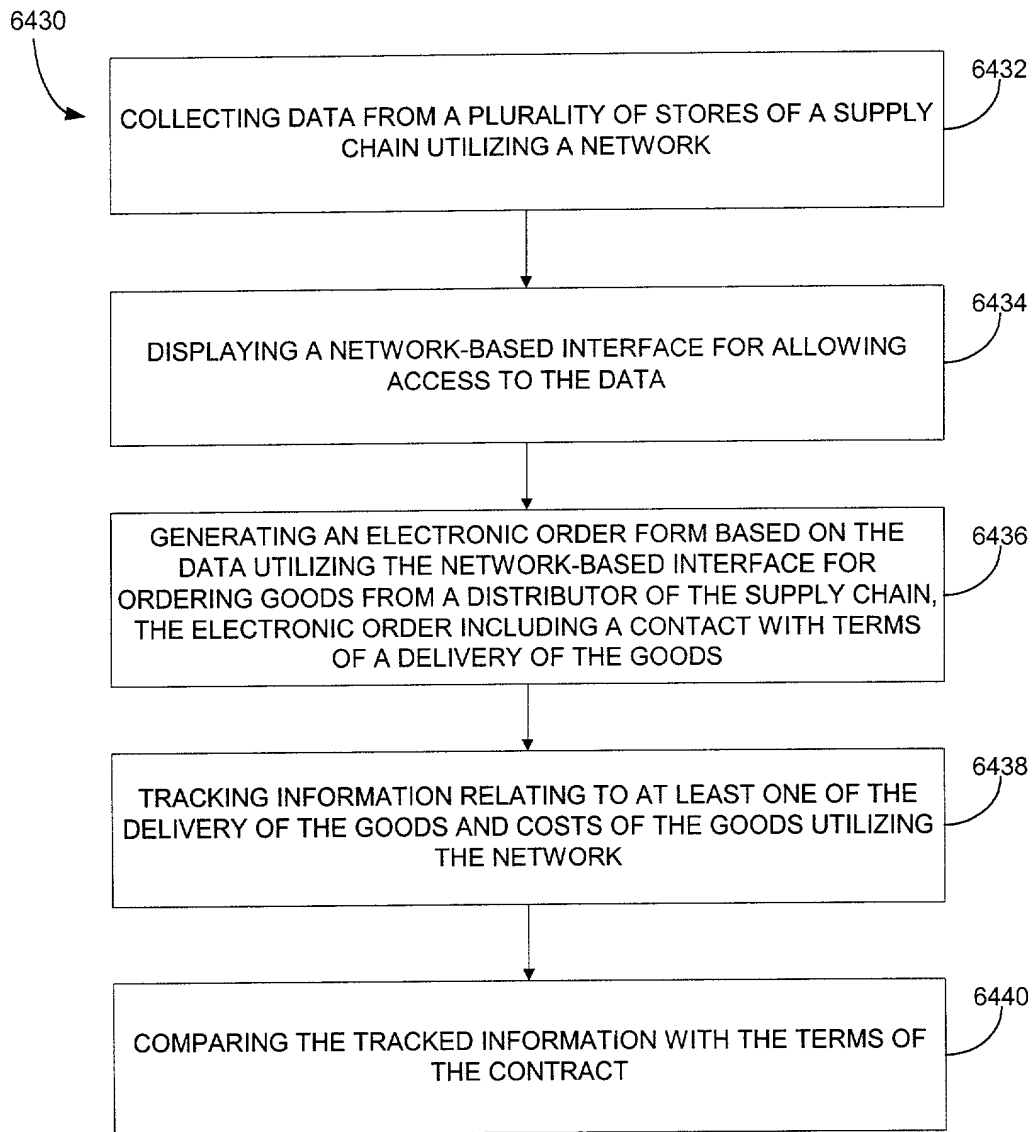 6430
6432
COLLECTING DATA FROM A PLURALITY OF STORES OF A SUPPLY
CHAIN UTILIZING A NETWORK
6434
DISPLAYING A NETWORK-BASED INTERFACE FOR ALLOWING
ACCESS TO THE DATA
6436
GENERATING AN ELECTRONIC ORDER FORM BASED ON THE
DATA UTILIZING THE NETWORK-BASED INTERFACE FOR
ORDERING GOODS FROM A DISTRIBUTOR OF THE SUPPLY CHAIN,
THE ELECTRONIC ORDER INCLUDING A CONTACT WITH TERMS
OF A DELIVERY OF THE GOODS
6438
TRACKING INFORMATION RELATING TO AT LEAST ONE OF THE
DELIVERY OF THE GOODS AND COSTS OF THE GOODS UTILIZING
THE NETWORK
6440
COMPARING THE TRACKED INFORMATION WITH THE TERMS OF
THE CONTRACT